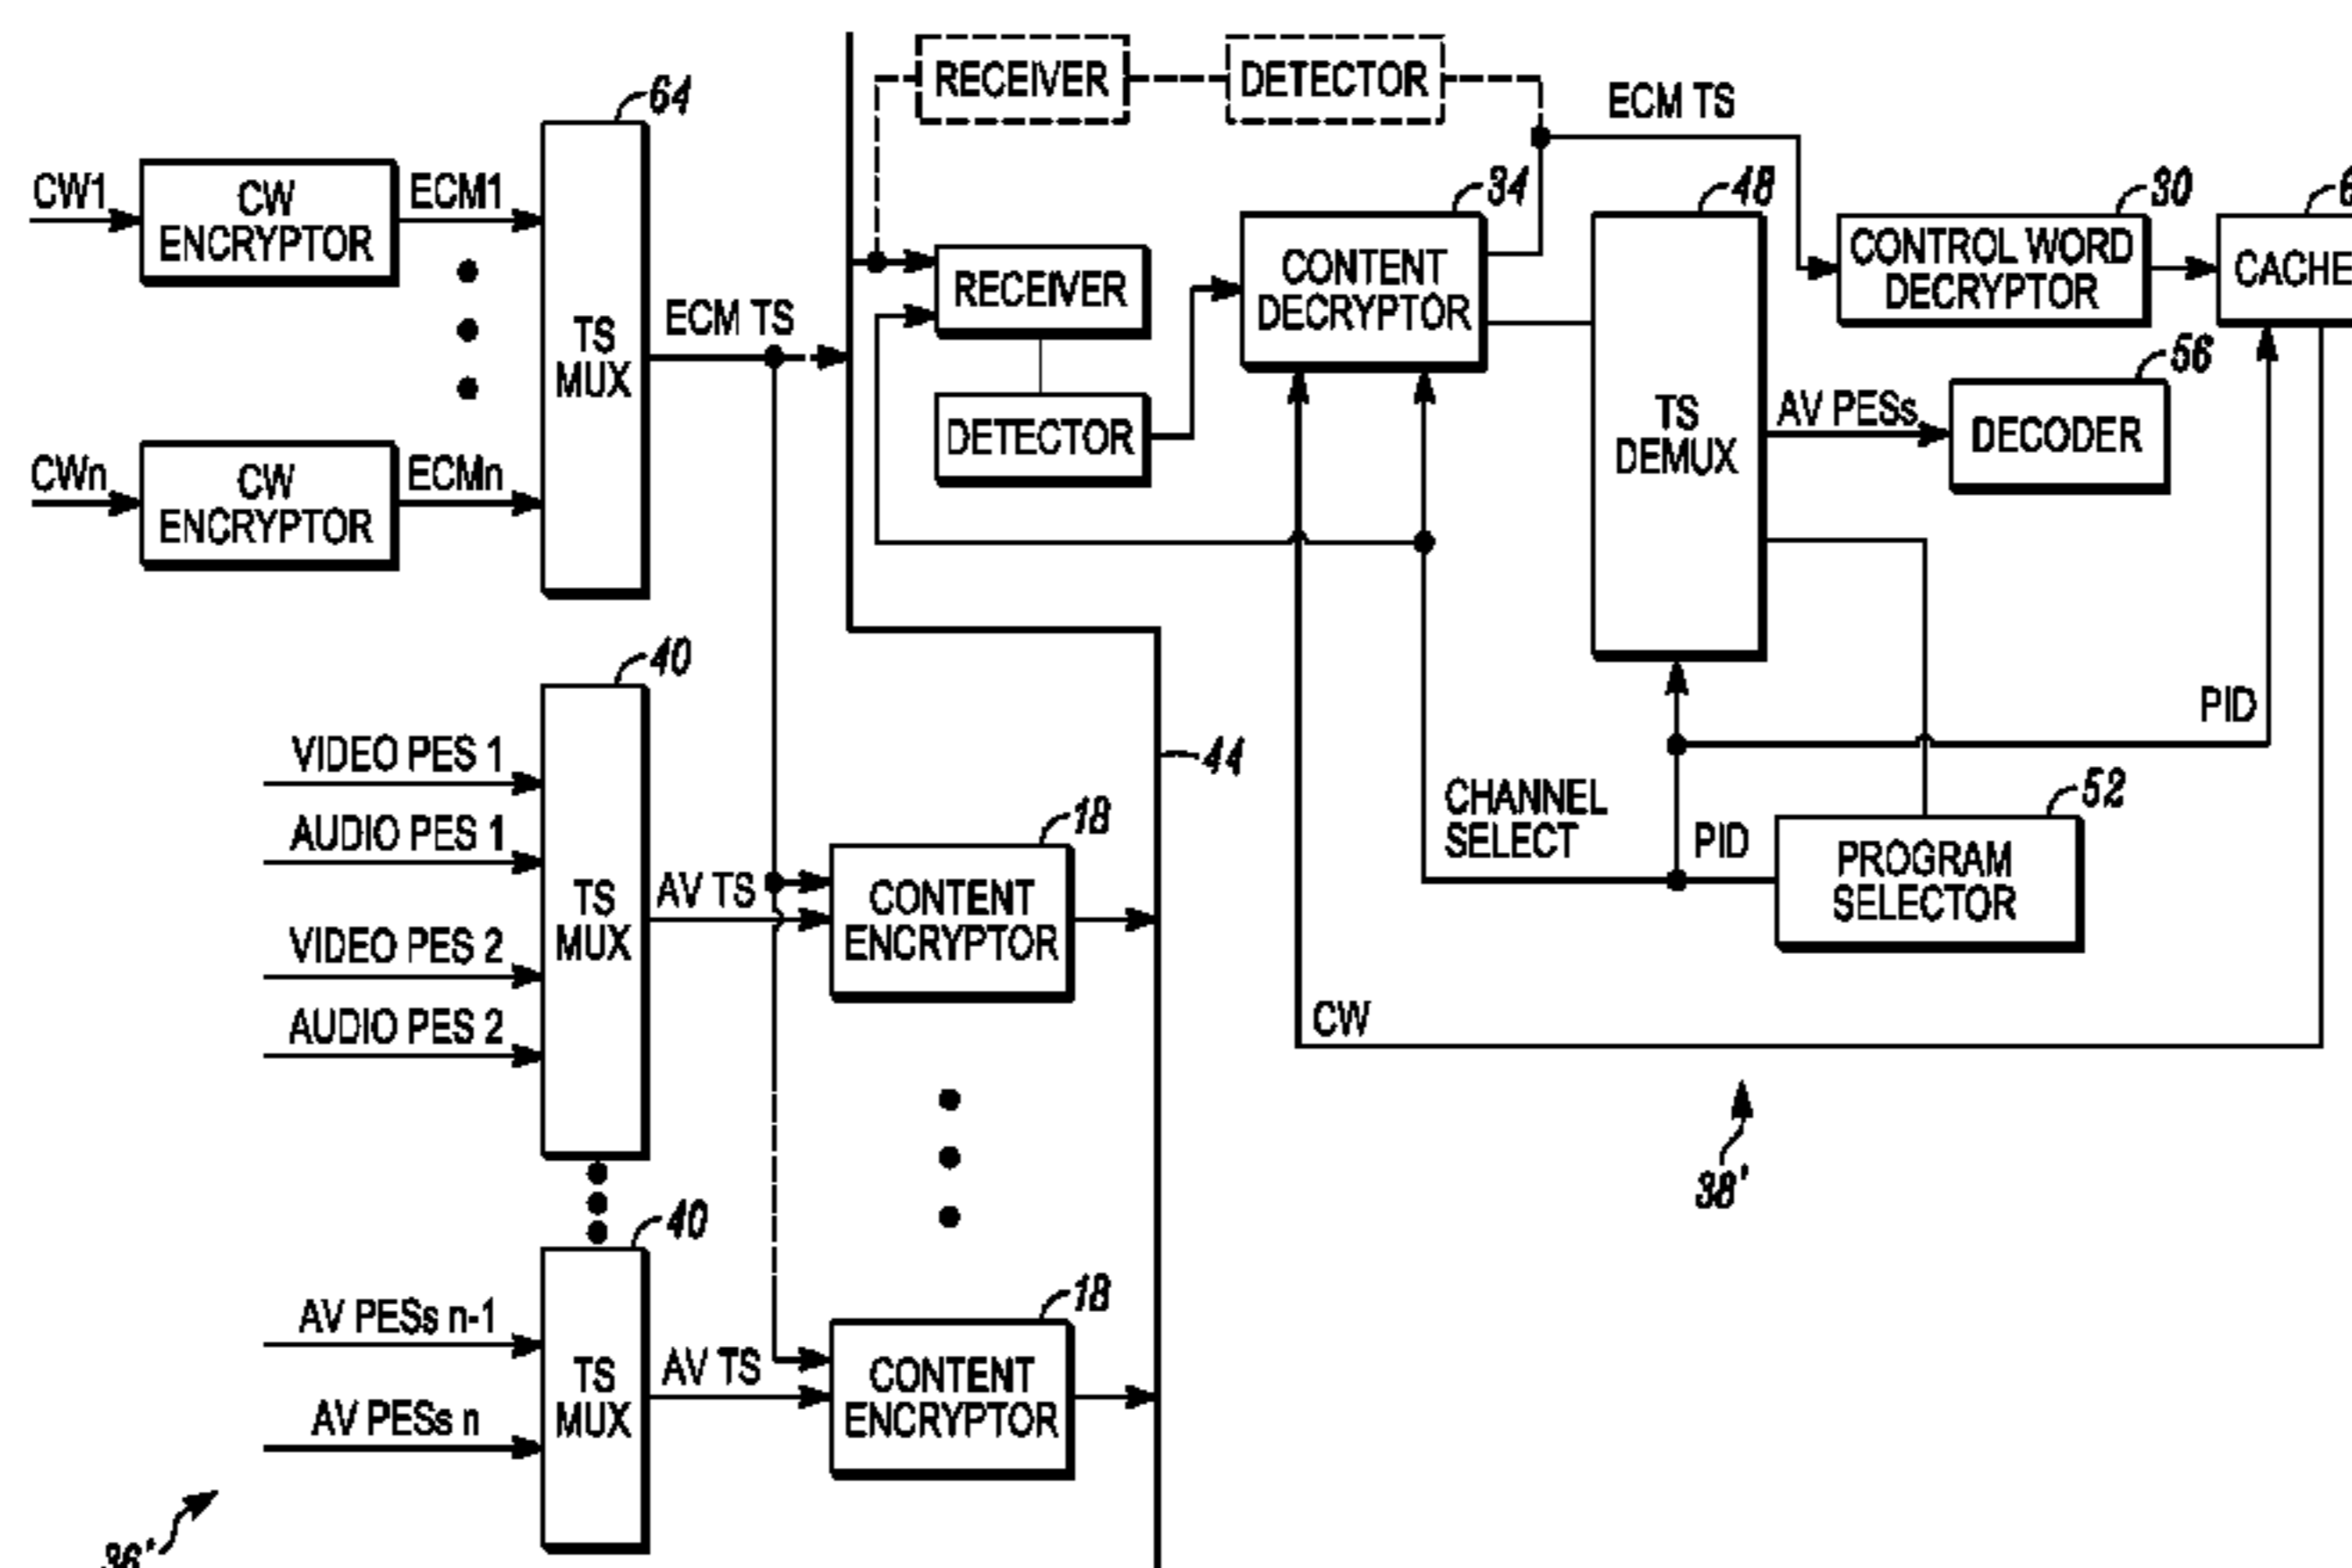 RECEIVER
DETECTOR
ECM TS
64
CW1
CW
ENCRYPTOR
ECM1
TS
MUX
ECM TS
CWn
CW
ENCRYPTOR
ECMn
RECEIVER
DETECTOR
34
CONTENT
DECRYPTOR
48
TS
DEMUX
30
CONTROL WORD
DECRYPTOR
6
CACHE
AV PESs
56
DECODER
PID
40
VIDEO PES 1
AUDIO PES 1
VIDEO PES 2
AUDIO PES 2
TS
MUX
AV TS
18
CONTENT
ENCRYPTOR
44
CHANNEL
SELECT
PID
52
PROGRAM
SELECTOR
CW
38'
40
AV PESs n-1
AV PESs n
TS
MUX
AV TS
18
CONTENT
ENCRYPTOR
36'